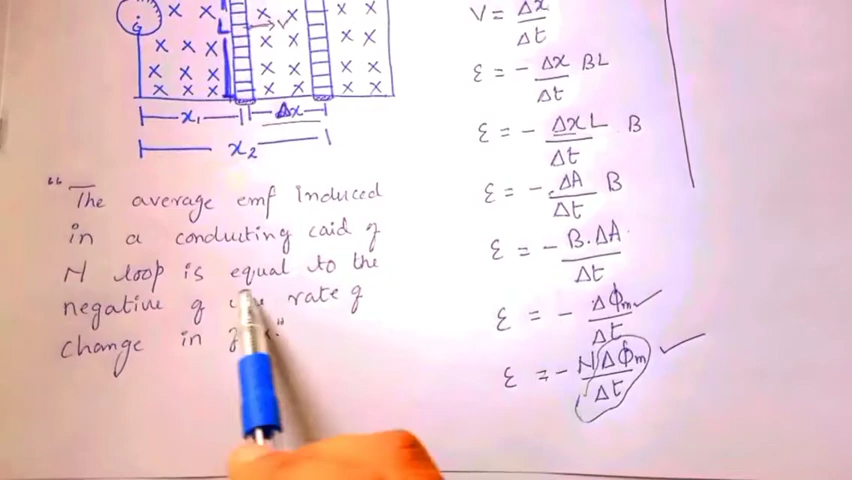 G
L
V
x₁
Δx
x₂
"The average emf induced
in a conducting caid of
N loop is equal to the
negative of rate of
change in
V = Δx/Δt
ε = - Δx/Δt BL
ε = - ΔxL/Δt B
ε = - ΔA/Δt B
ε = - B.ΔA/Δt
ε = - Δϕm/Δt
ε = - NΔϕm/Δt